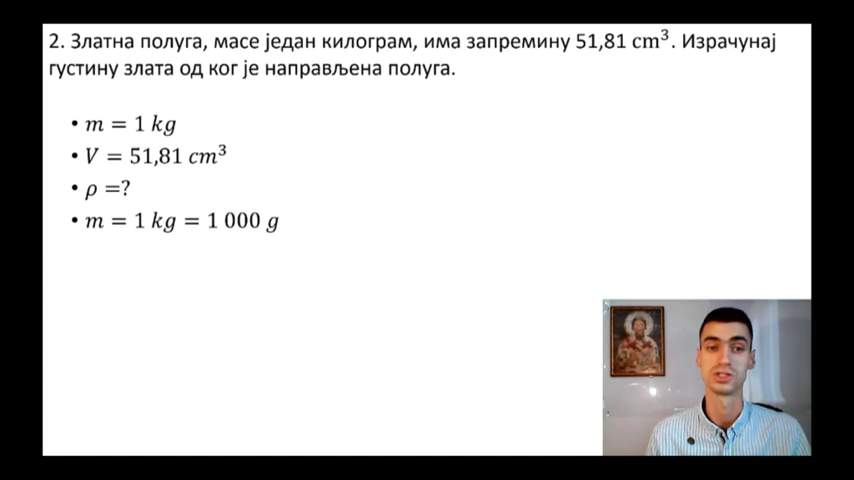 2. Златна полуга, масе један килограм, има запремину 51,81 cm³. Израчунај
густину злата од ког је направљена полуга.
• m = 1 kg
• V = 51,81 cm³
• ρ =?
• m = 1 kg = 1 000 g